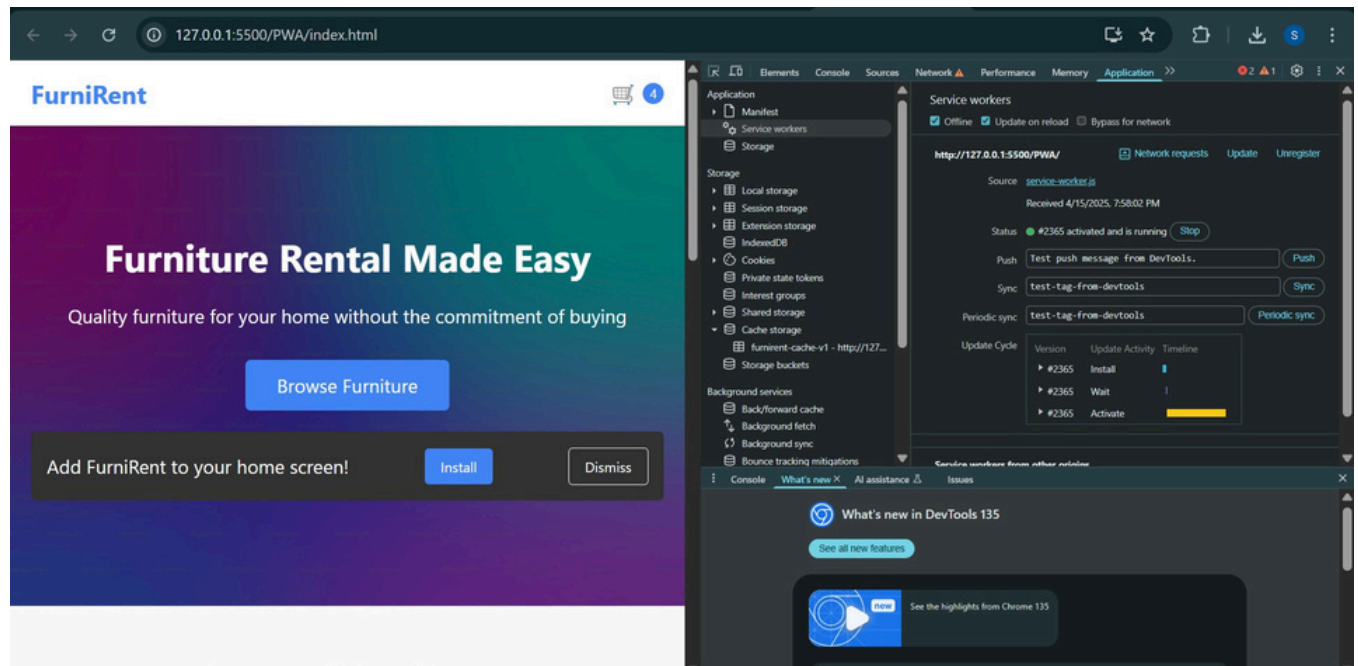 127.0.0.1:5500/PWA/index.html
S
FurniRent
4
Furniture Rental Made Easy
Quality furniture for your home without the commitment of buying
Browse Furniture
Add FurniRent to your home screen!
Install
Dismiss
Elements Console Sources Network Performance Memory Application 2 1
Application
Manifest
Service workers
Storage
Storage
Local storage
Session storage
Extension storage
IndexedDB
Cookies
Private state tokens
Interest groups
Shared storage
Cache storage
furnirent-cache-v1 - http://127...
Storage buckets
Background services
Back/forward cache
Background fetch
Background sync
Bounce tracking mitigations
Service workers
Offline Update on reload Bypass for network
http://127.0.0.1:5500/PWA/ Network requests Update Unregister
Source service-worker.js
Received 4/15/2025, 7:58:02 PM
Status #2365 activated and is running Stop
Push Test push message from DevTools. Push
Sync test-tag-from-devtools Sync
Periodic sync test-tag-from-devtools Periodic sync
Update Cycle Version Update Activity Timeline
#2365 Install
#2365 Wait
#2365 Activate
Service workers from other origins
Console What's new AI assistance Issues
What's new in DevTools 135
See all new features
new
See the highlights from Chrome 135